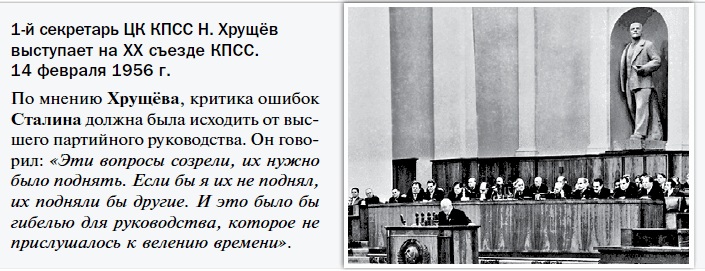 1-й секретарь ЦК КПСС Н. Хрущёв
выступает на XX съезде КПСС.
14 февраля 1956 г.
По мнению Хрущёва, критика ошибок
Сталина должна была исходить от выс-
шего партийного руководства. Он гово-
рил: «Эти вопросы созрели, их нужно
было поднять. Если бы я их не поднял,
их подняли бы другие. И это было бы
гибелью для руководства, которое не
прислушалось к велению времени».